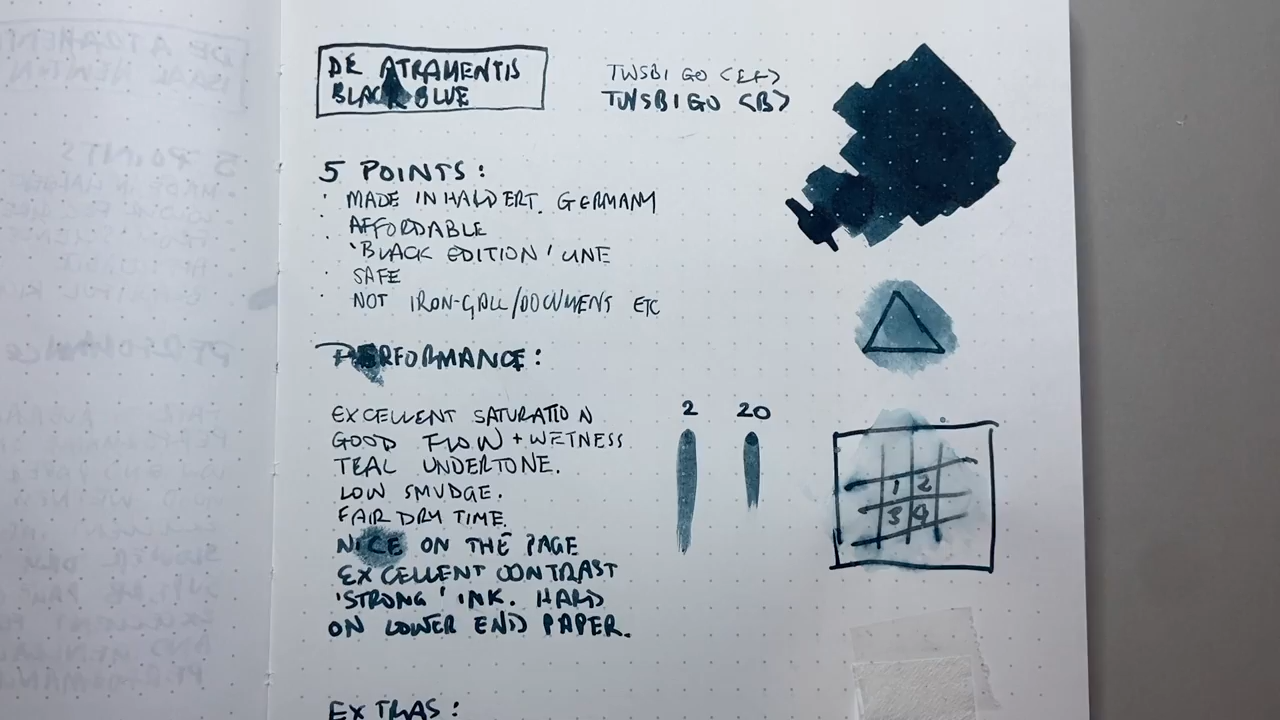 DE ATRAMENTIS
BLACK BLUE
TWSBI GO <EF>
TWSBI GO <B>
5 POINTS:
· MADE IN HALDERT. GERMANY
· AFFORDABLE
· 'BLACK EDITION' LINE
· SAFE
· NOT IRON-GALL/DOCUMENT ETC
PERFORMANCE:
EXCELLENT SATURATION
GOOD FLOW + WETNESS
TEAL UNDERTONE.
LOW SMUDGE.
FAIR DRY TIME.
NICE ON THE PAGE
EXCELLENT CONTRAST
'STRONG' INK. HARD
ON LOWER END PAPER.
2 20
1 2
3 4
EXTRAS: